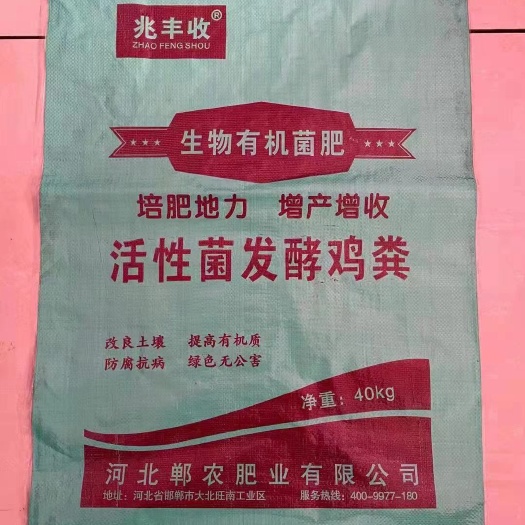 兆丰收®
ZHAO FENG SHOU
生物有机菌肥
培肥地力 增产增收
活性菌发酵鸡粪
改良土壤 提高有机质
防腐抗病 绿色无公害
净重：40kg
河北郸农肥业有限公司
地址：河北省邯郸市大北旺南工业区 服务热线：400-9977-180